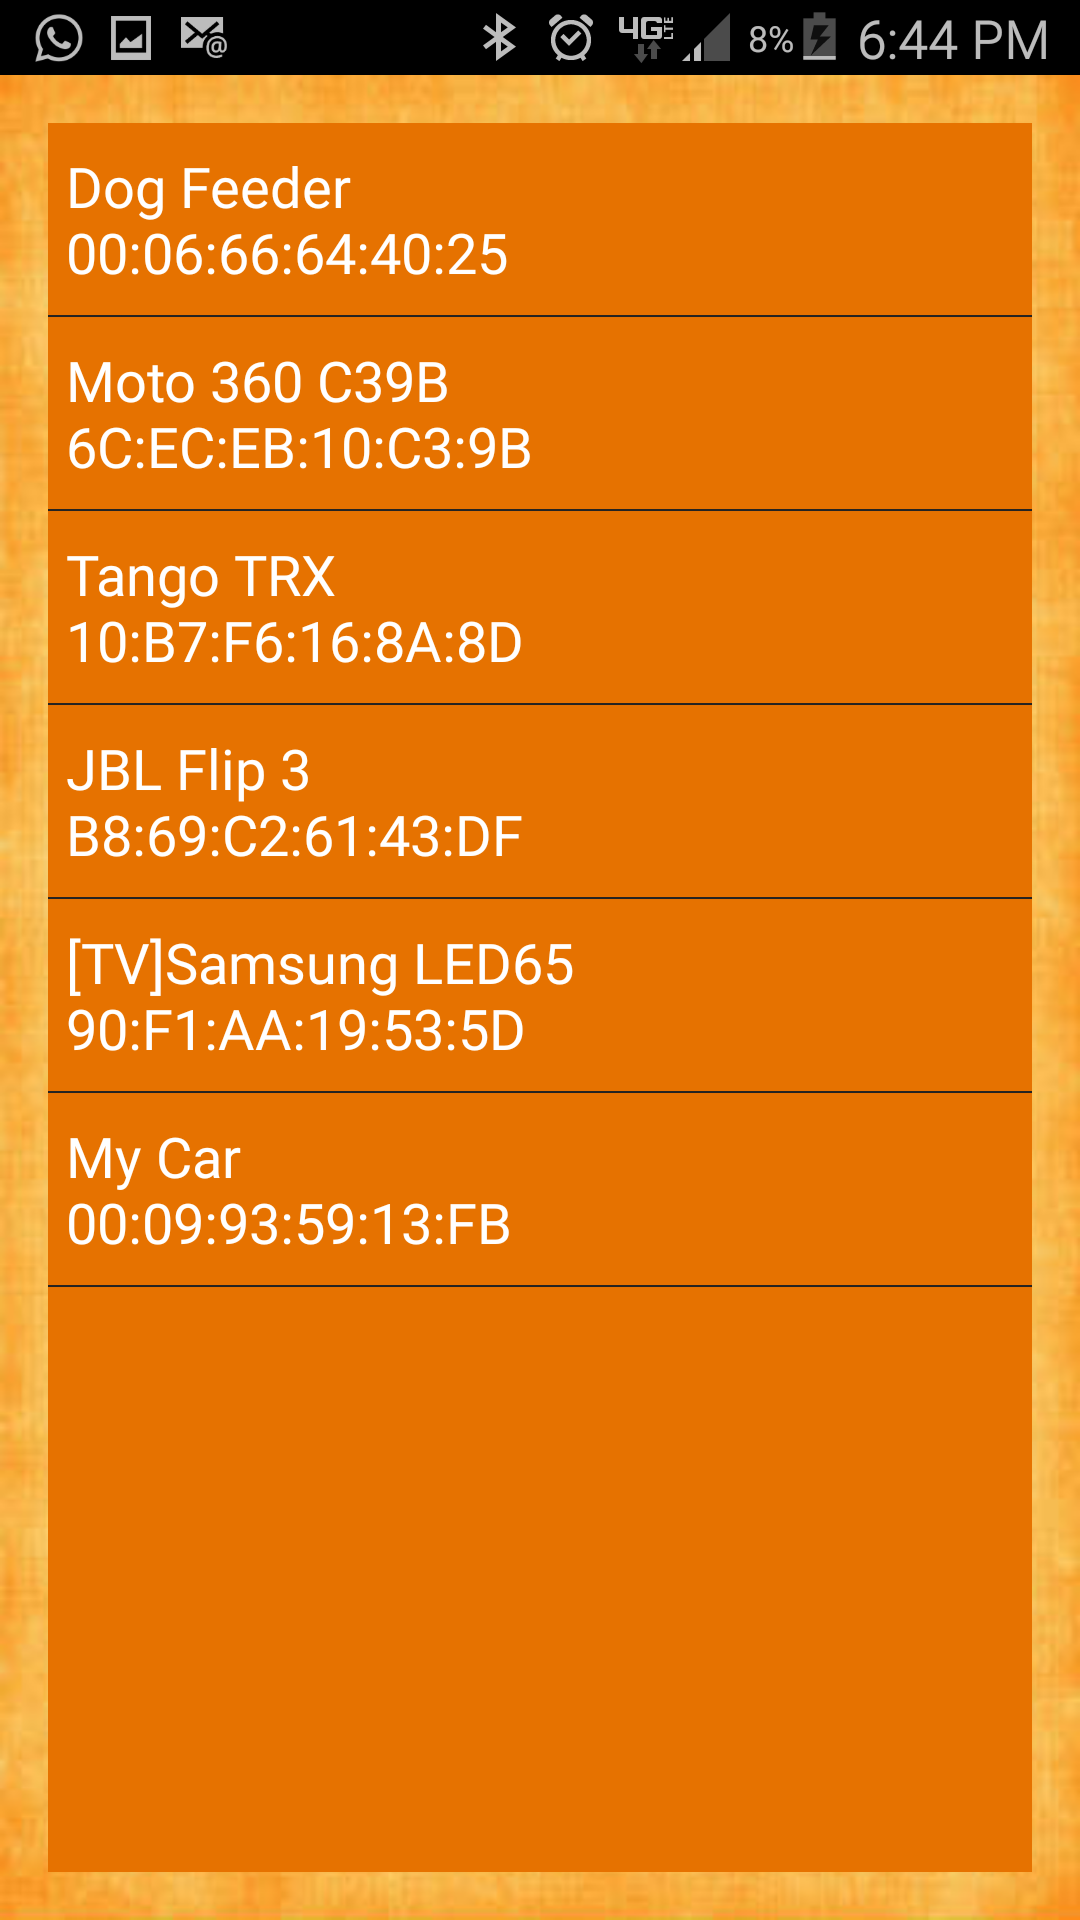 4G LTE 8% 6:44 PM
Dog Feeder
00:06:66:64:40:25
Moto 360 C39B
6C:EC:EB:10:C3:9B
Tango TRX
10:B7:F6:16:8A:8D
JBL Flip 3
B8:69:C2:61:43:DF
[TV]Samsung LED65
90:F1:AA:19:53:5D
My Car
00:09:93:59:13:FB